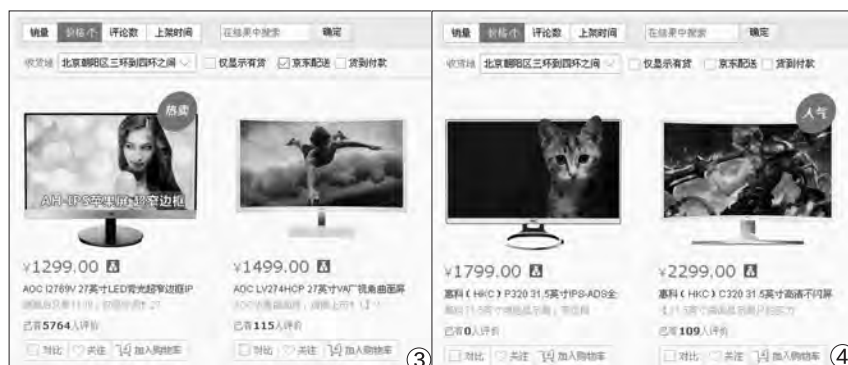 销量 价格 评论数 上架时间 在结果中搜索 确定
收货地 北京朝阳区三环到四环之间 仅显示有货 京东配送 货到付款
热卖
AH-IPS苹果屏 超窄边框
¥1299.00
AOC I2769V 27英寸LED背光超窄边框IP
已有5764人评价
对比 关注 加入购物车
¥1499.00
AOC LV274HCP 27英寸VA广视角曲面屏
已有115人评价
对比 关注 加入购物车
③
销量 价格 评论数 上架时间 在结果中搜索 确定
收货地 北京朝阳区三环到四环之间 仅显示有货 京东配送 货到付款
¥1799.00
惠科(HKC)P320 31.5英寸IPS-ADS全
已有0人评价
对比 关注 加入购物车
人气
¥2299.00
惠科(HKC)C320 31.5英寸高清不闪屏
已有109人评价
对比 关注 加入购物车
④